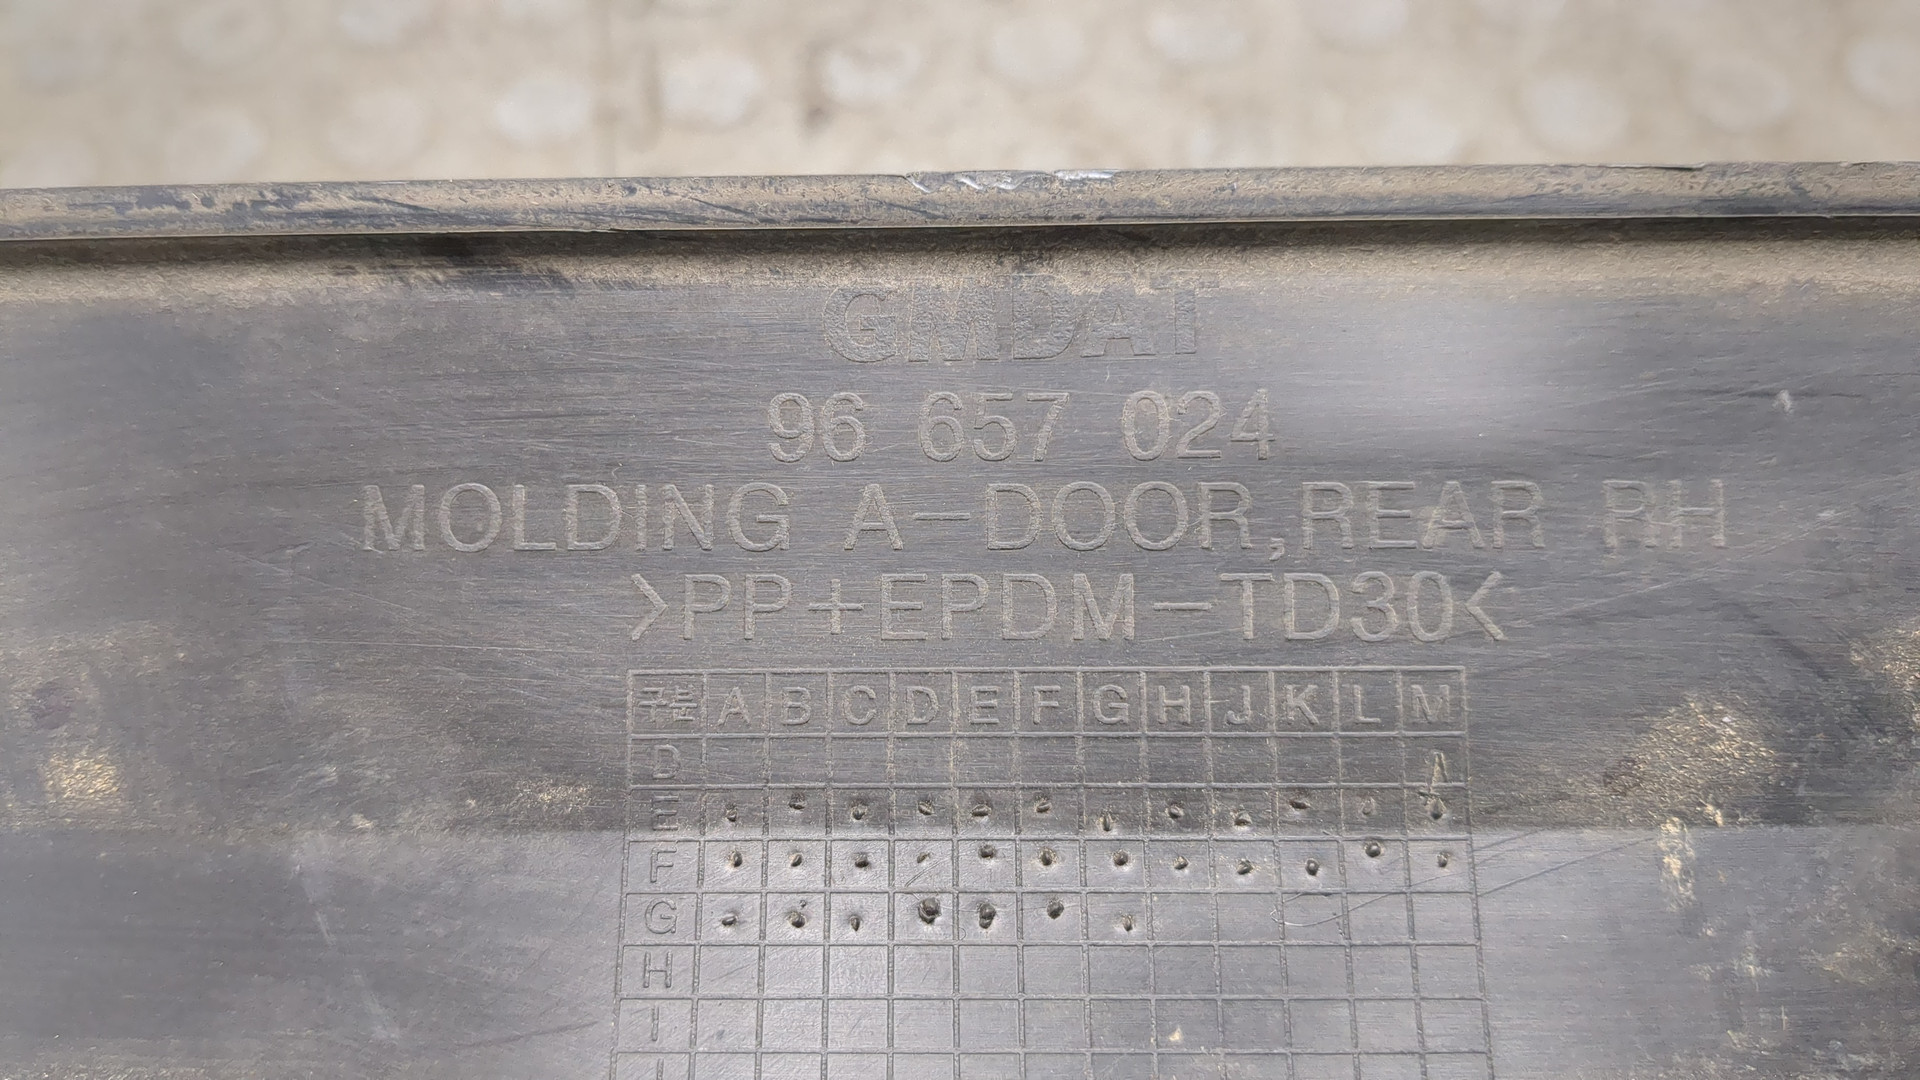 GMDAT
96 657 024
MOLDING A-DOOR,REAR RH
>PP+EPDM-TD30<
구분 A B C D E F G H J K L M
D
E
F
G
H
I